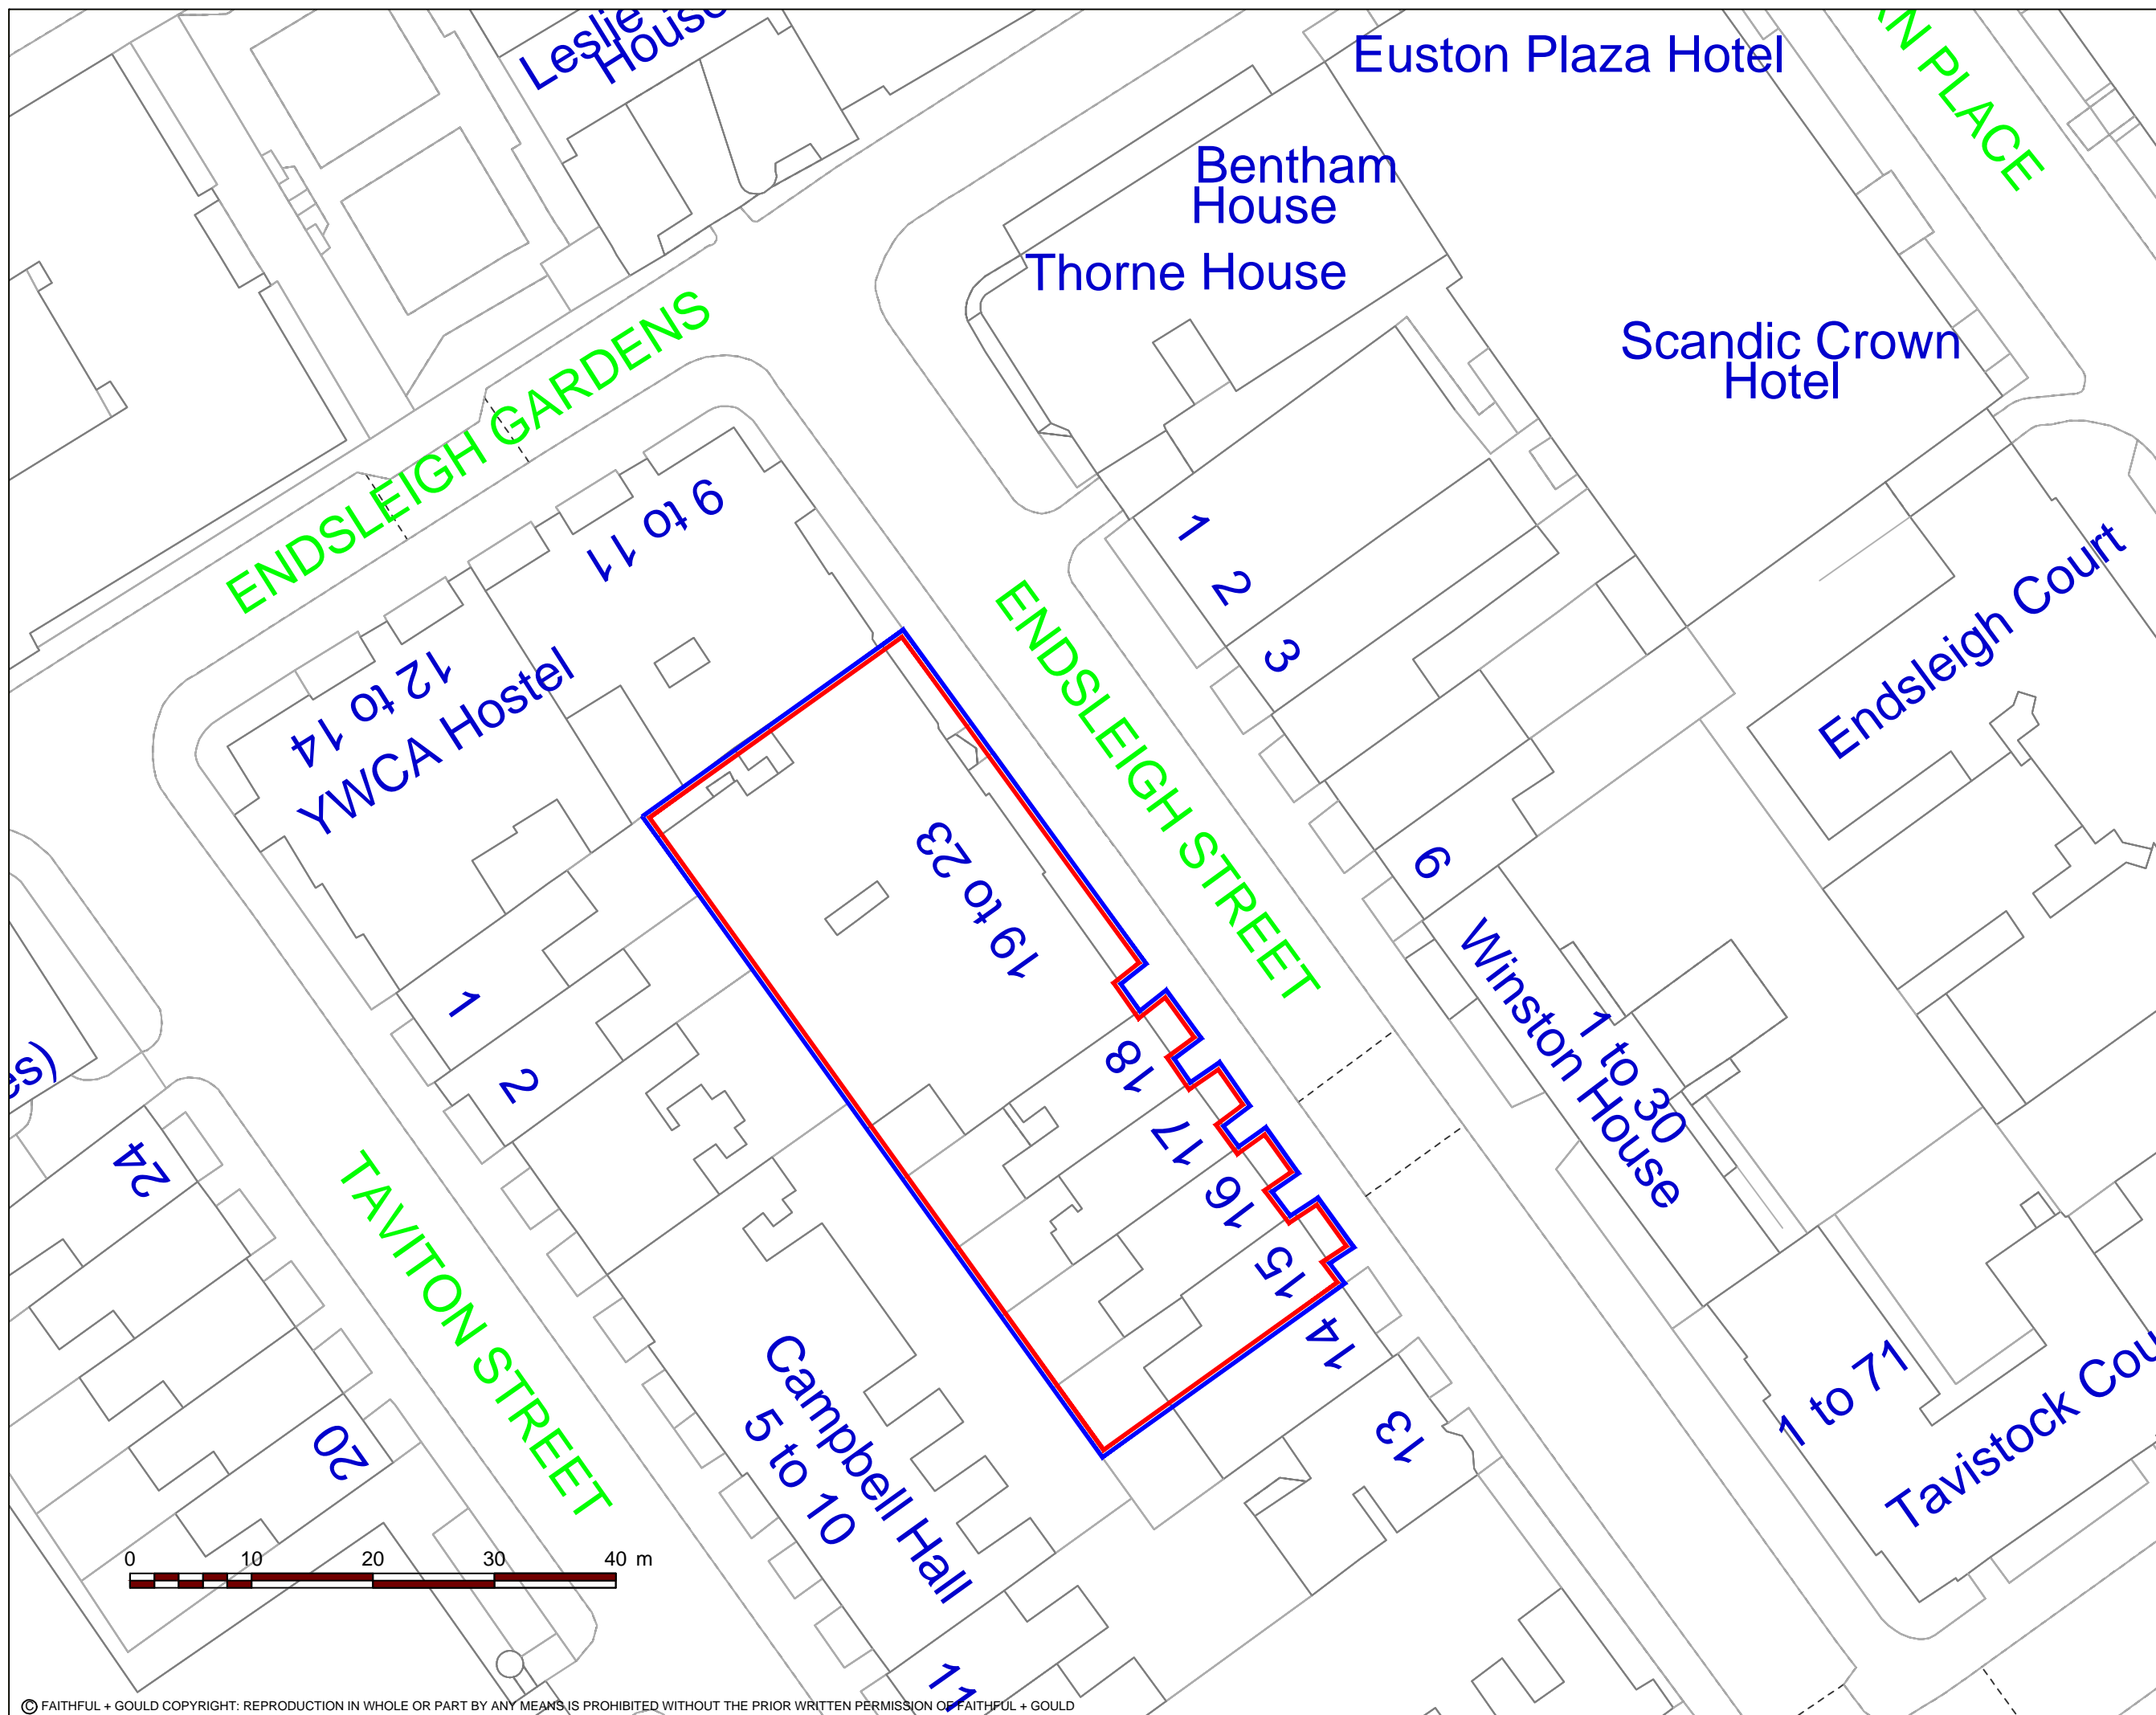 Leslie
House
Euston Plaza Hotel
AN PLACE
Bentham
House
Thorne House
Scandic Crown
Hotel
ENDSLEIGH GARDENS
9 to 11
12 to 14
YWCA Hostel
ENDSLEIGH STREET
1
2
3
6
Endsleigh Court
19 to 23
18
17
16
15
14
13
1 to 30
Winston House
1
2
es)
24
20
TAVITON STREET
Campbell Hall
5 to 10
11
1 to 71
Tavistock Cou
0 10 20 30 40 m
© FAITHFUL + GOULD COPYRIGHT: REPRODUCTION IN WHOLE OR PART BY ANY MEANS IS PROHIBITED WITHOUT THE PRIOR WRITTEN PERMISSION OF FAITHFUL + GOULD